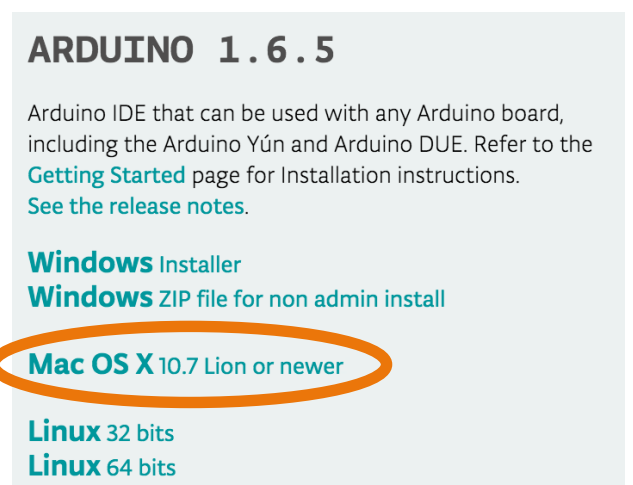 ARDUINO 1.6.5
Arduino IDE that can be used with any Arduino board,
including the Arduino Yún and Arduino DUE. Refer to the
Getting Started page for Installation instructions.
See the release notes.
Windows Installer
Windows ZIP file for non admin install
Mac OS X 10.7 Lion or newer
Linux 32 bits
Linux 64 bits